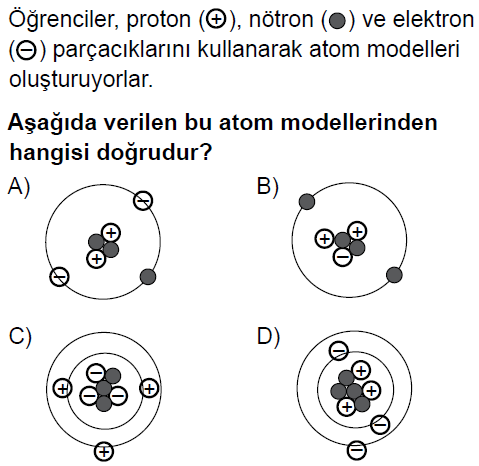 Öğrenciler, proton (+), nötron (●) ve elektron
(−) parçacıklarını kullanarak atom modelleri
oluşturuyorlar.
Aşağıda verilen bu atom modellerinden
hangisi doğrudur?
A)
B)
C)
D)